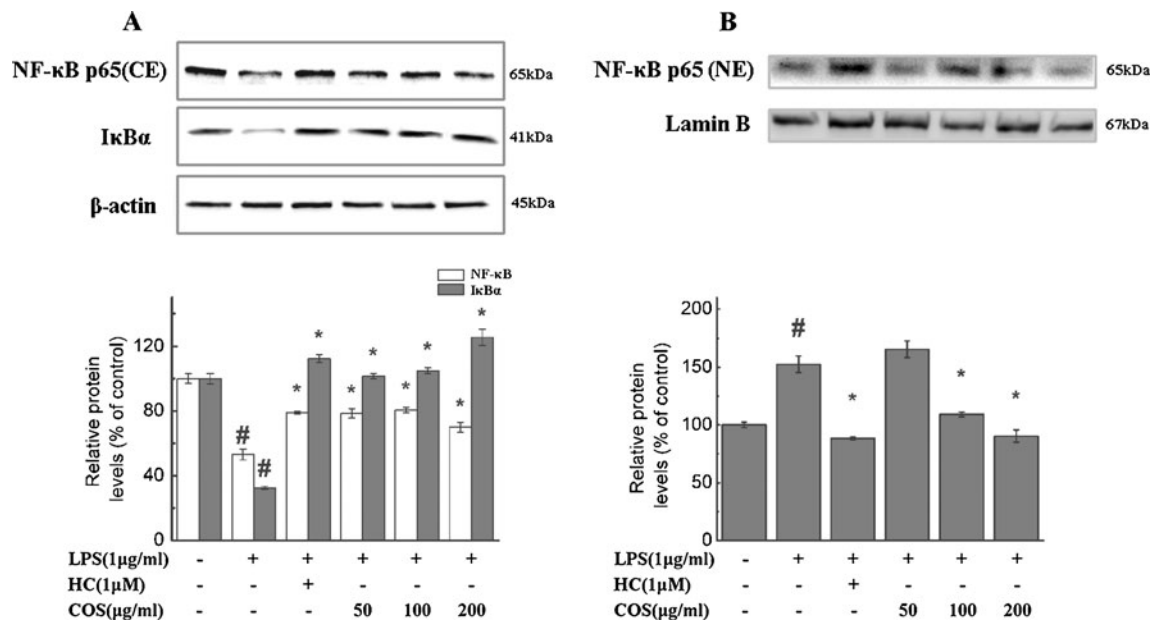 A
NF-κB p65(CE)
65kDa
IκBα
41kDa
β-actin
45kDa
NF-κB
IκBα
Relative protein
levels (% of control)
120
80
40
0
# # * * * * * * * *
LPS(1μg/ml) - + + + + +
HC(1μM) - - + - - -
COS(μg/ml) - - - 50 100 200
B
NF-κB p65 (NE)
65kDa
Lamin B
67kDa
Relative protein
levels (% of control)
200
150
100
50
0
# * * *
LPS(1μg/ml) - + + + + +
HC(1μM) - - + - - -
COS(μg/ml) - - - 50 100 200